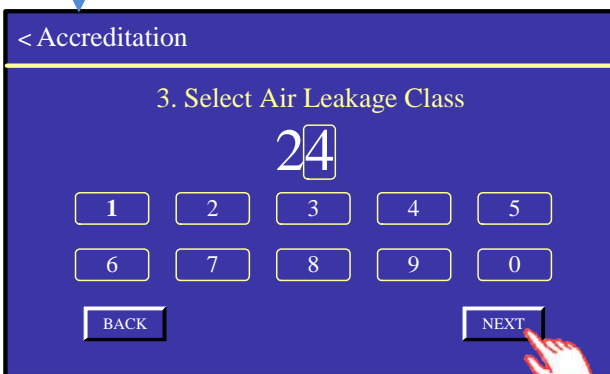 < Accreditation
3. Select Air Leakage Class
24
1 2 3 4 5
6 7 8 9 0
BACK NEXT